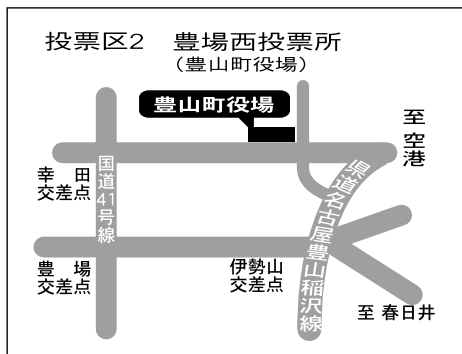 投票区2　豊場西投票所
（豊山町役場）
豊山町役場
至 空港
幸田
交差点
国道41号線
県道名古屋豊山稲沢線
豊場
交差点
伊勢山
交差点
至 春日井